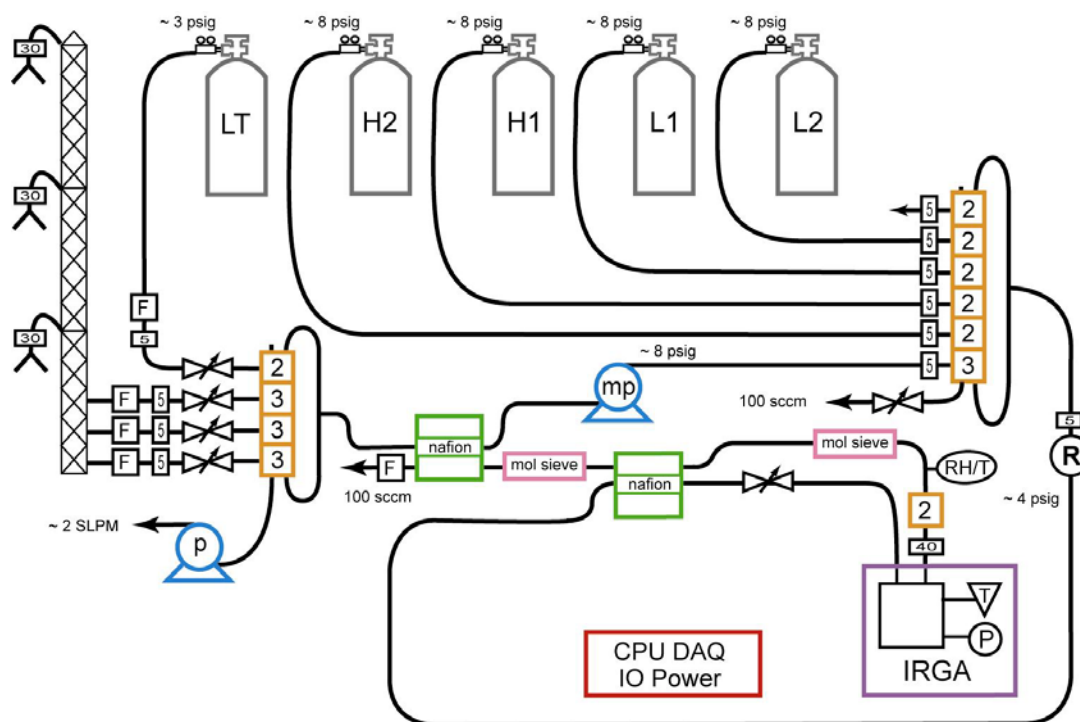 ~ 3 psig
~ 8 psig
~ 8 psig
~ 8 psig
~ 8 psig
30
LT
H2
H1
L1
L2
30
5
2
5
2
5
2
F
5
2
30
5
5
2
~ 8 psig
2
5
3
mp
F
5
3
100 sccm
5
F
5
3
nafion
mol sieve
R
F
5
3
F
mol sieve
RH/T
100 sccm
nafion
~ 4 psig
~ 2 SLPM
2
p
40
T
CPU DAQ
IO Power
P
IRGA